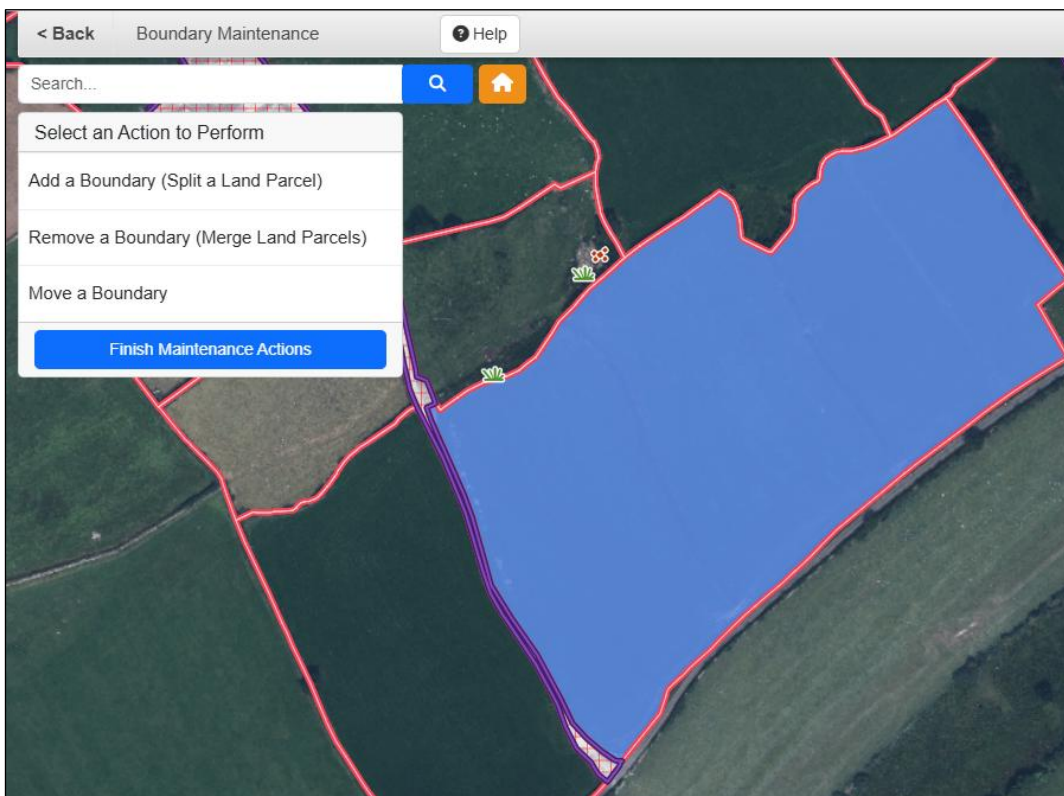 < Back Boundary Maintenance Help
Search...
Select an Action to Perform
Add a Boundary (Split a Land Parcel)
Remove a Boundary (Merge Land Parcels)
Move a Boundary
Finish Maintenance Actions